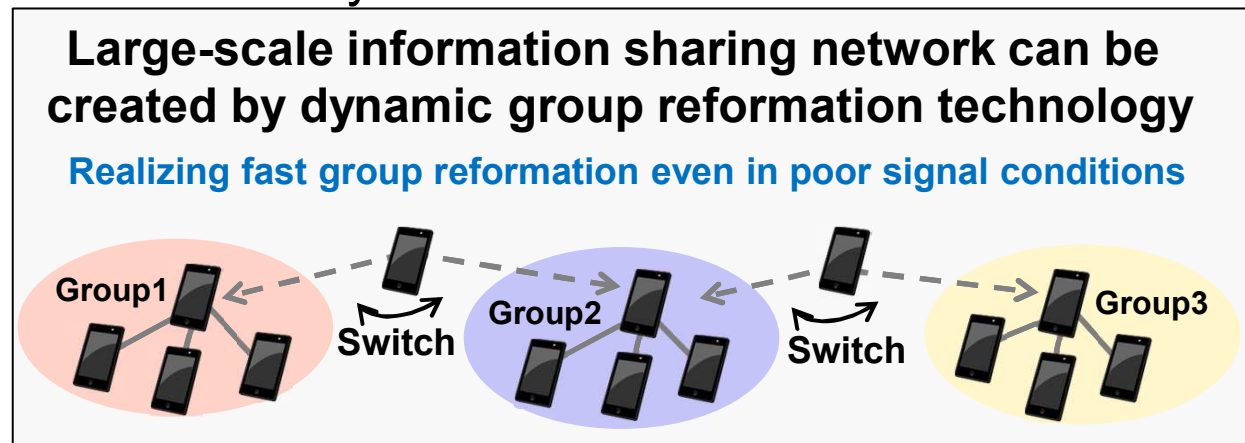 Large-scale information sharing network can be
created by dynamic group reformation technology
Realizing fast group reformation even in poor signal conditions
Group1
Switch
Group2
Switch
Group3